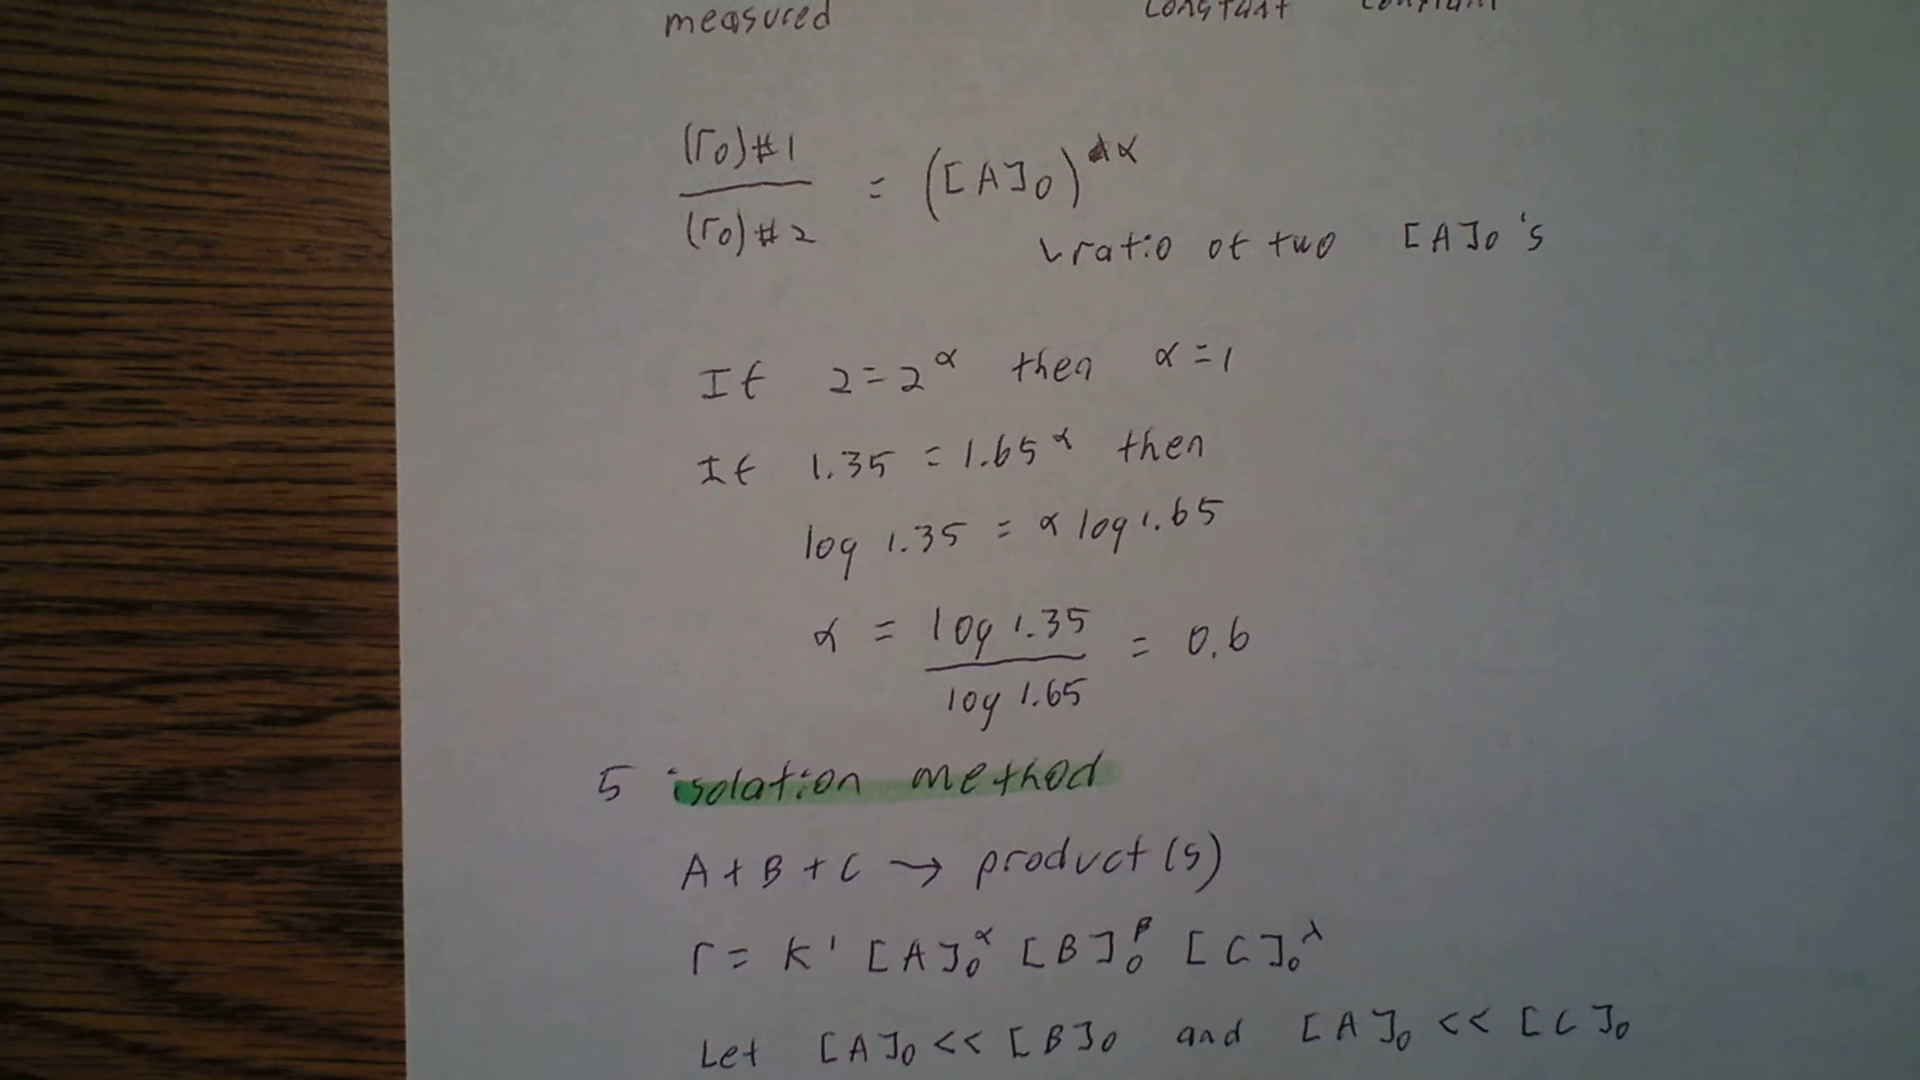 measured constant constant
(r₀)#1 / (r₀)#2 = ([A]₀)^α
↳ratio of two [A]₀'s
If 2=2^α then α=1
If 1.35 = 1.65^α then
log 1.35 = α log 1.65
α = log 1.35 / log 1.65 = 0.6
5 isolation method
A+B+C → product(s)
r = k' [A]₀^α [B]₀^β [C]₀^λ
Let [A]₀ << [B]₀ and [A]₀ << [C]₀